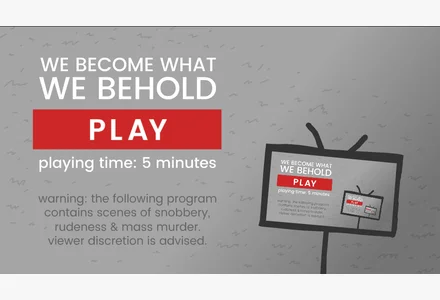 WE BECOME WHAT
WE BEHOLD
PLAY
playing time: 5 minutes
warning: the following program
contains scenes of snobbery,
rudeness & mass murder.
viewer discretion is advised.
WE BECOME WHAT
WE BEHOLD
PLAY
playing time: 5 minutes